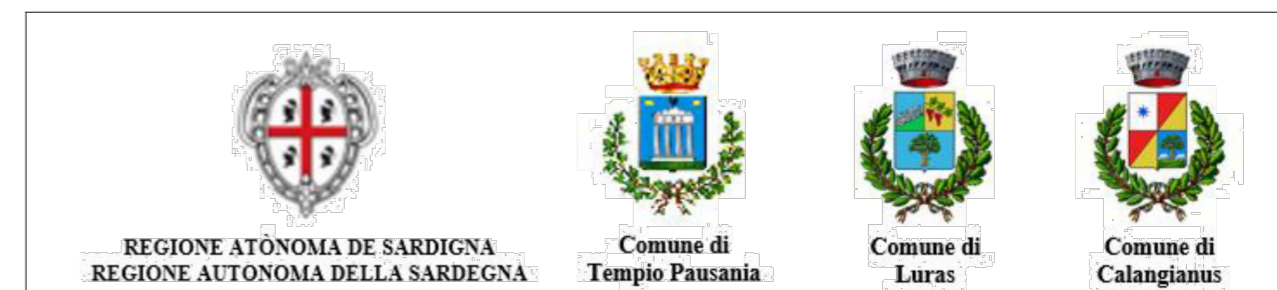 REGIONE ATÒNOMA DE SARDIGNA
REGIONE AUTONOMA DELLA SARDEGNA
Comune di
Tempio Pausania
Comune di
Luras
Comune di
Calangianus